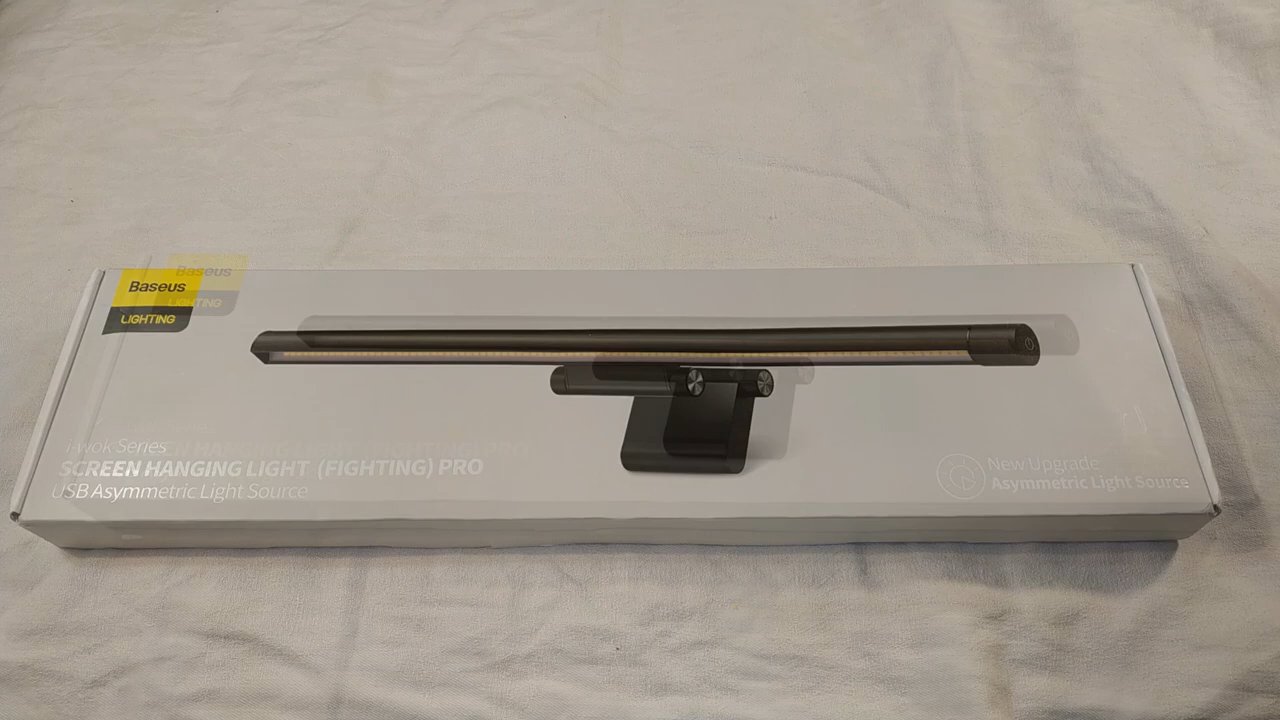 Baseus
LIGHTING
i-wok Series
SCREEN HANGING LIGHT (FIGHTING) PRO
USB Asymmetric Light Source
New Upgrade
Asymmetric Light Source